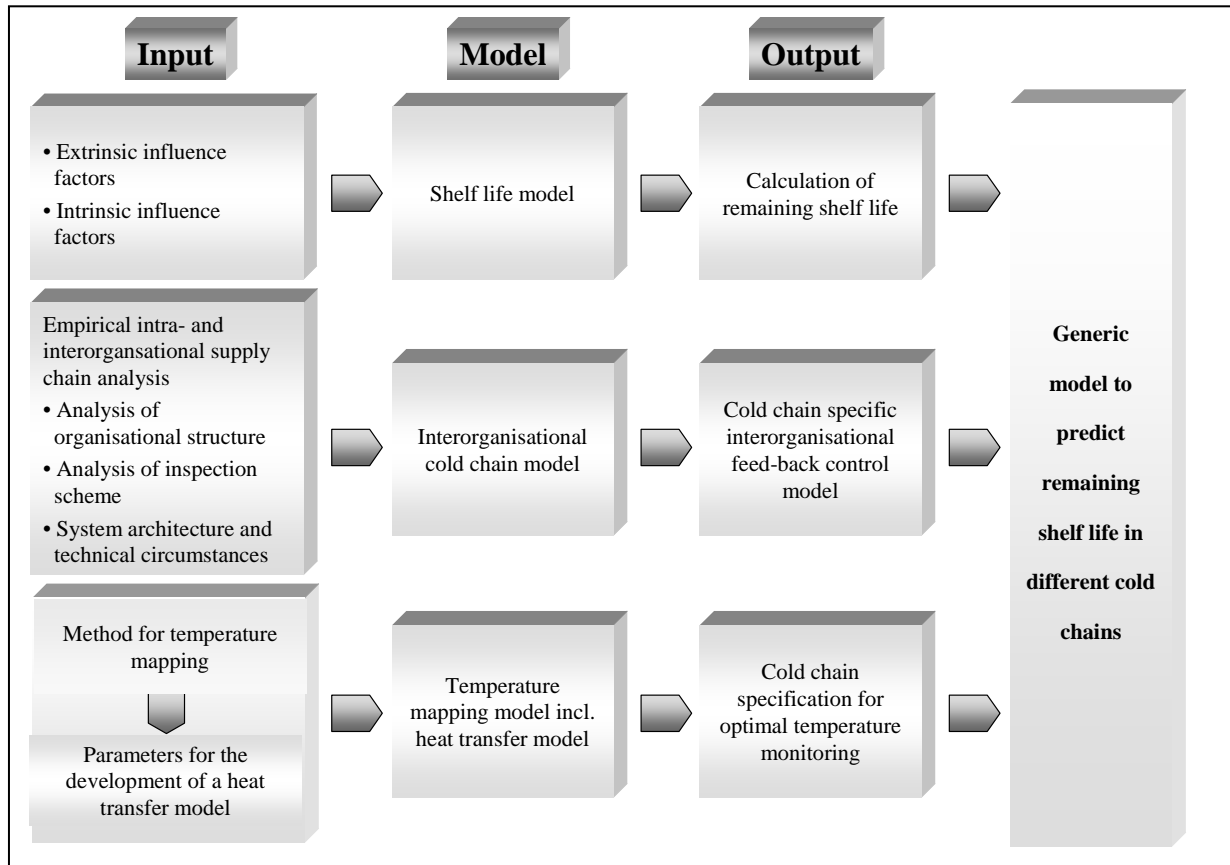 Input
Model
Output
• Extrinsic influence
factors
• Intrinsic influence
factors
Shelf life model
Calculation of
remaining shelf life
Empirical intra- and
interorgansational supply
chain analysis
• Analysis of
organisational structure
• Analysis of inspection
scheme
• System architecture and
technical circumstances
Interorganisational
cold chain model
Cold chain specific
interorganisational
feed-back control
model
Method for temperature
mapping
Parameters for the
development of a heat
transfer model
Temperature
mapping model incl.
heat transfer model
Cold chain
specification for
optimal temperature
monitoring
Generic
model to
predict
remaining
shelf life in
different cold
chains